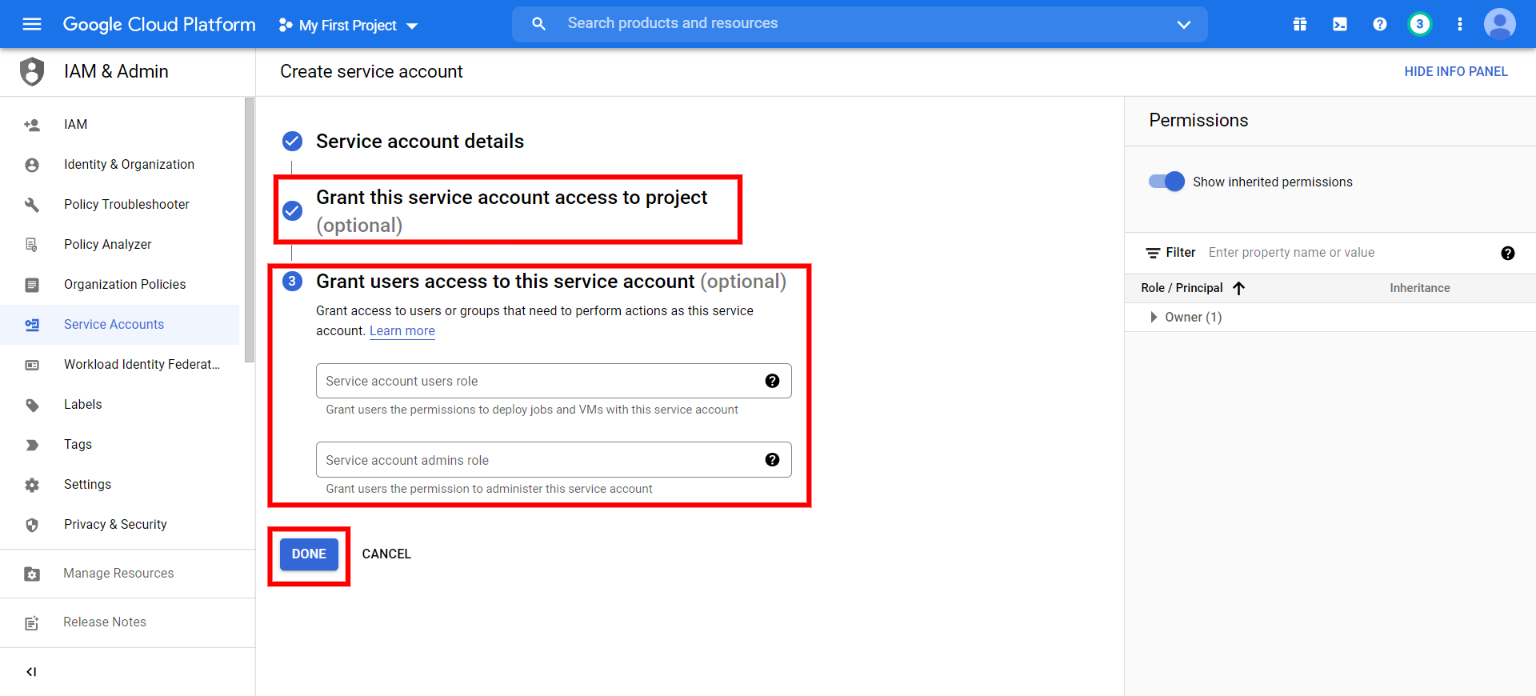 Google Cloud Platform
My First Project
Search products and resources
3
IAM & Admin
Create service account
HIDE INFO PANEL
IAM
Identity & Organization
Policy Troubleshooter
Policy Analyzer
Organization Policies
Service Accounts
Workload Identity Federat...
Labels
Tags
Settings
Privacy & Security
Manage Resources
Release Notes
Service account details
Grant this service account access to project
(optional)
3 Grant users access to this service account (optional)
Grant access to users or groups that need to perform actions as this service
account. Learn more
Service account users role
Grant users the permissions to deploy jobs and VMs with this service account
Service account admins role
Grant users the permission to administer this service account
DONE CANCEL
Permissions
Show inherited permissions
Filter Enter property name or value
Role / Principal Inheritance
Owner (1)